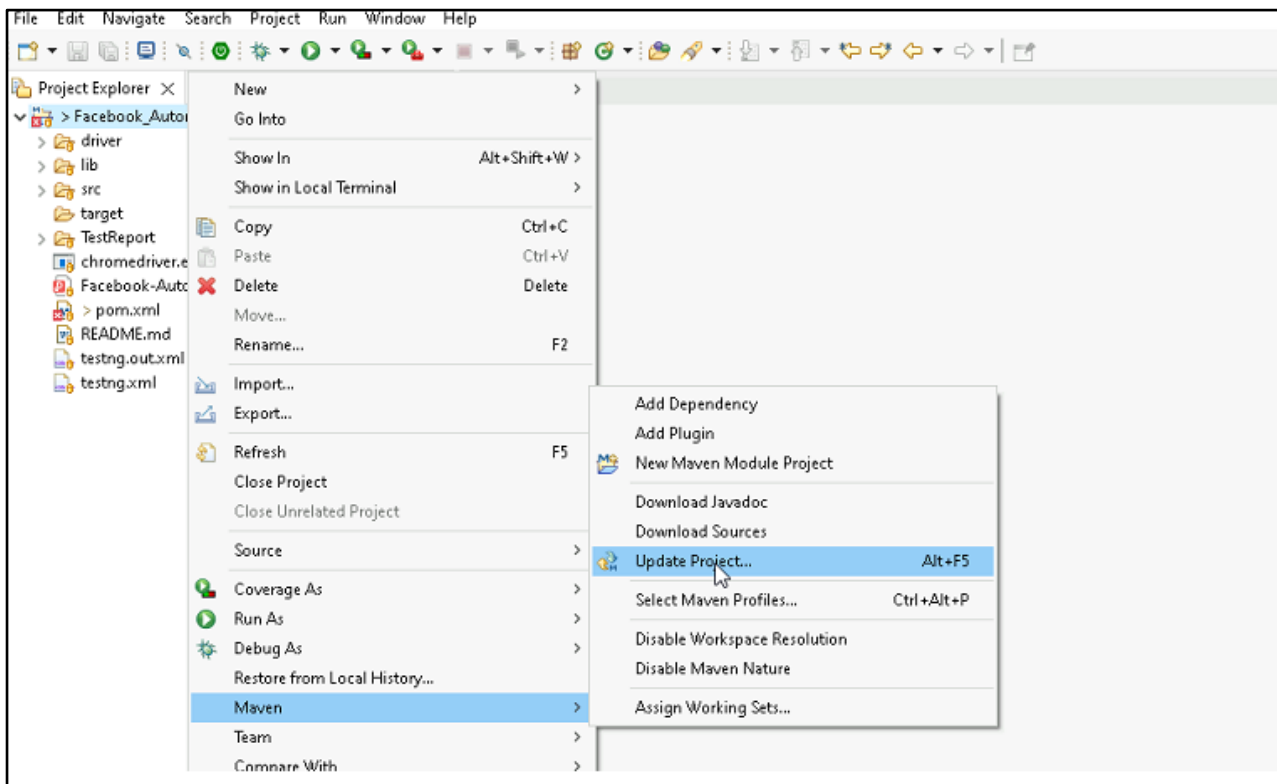 File Edit Navigate Search Project Run Window Help
Project Explorer
> Facebook_Autor
driver
lib
src
target
TestReport
chromedriver.e
Facebook-Autc
> pom.xml
README.md
testng.out.xml
testng.xml
New
Go Into
Show In Alt+Shift+W >
Show in Local Terminal
Copy Ctrl+C
Paste Ctrl+V
Delete Delete
Move...
Rename... F2
Import...
Export...
Refresh F5
Close Project
Close Unrelated Project
Source
Coverage As
Run As
Debug As
Restore from Local History...
Maven
Team
Compare With
Add Dependency
Add Plugin
New Maven Module Project
Download Javadoc
Download Sources
Update Project... Alt+F5
Select Maven Profiles... Ctrl+Alt+P
Disable Workspace Resolution
Disable Maven Nature
Assign Working Sets...